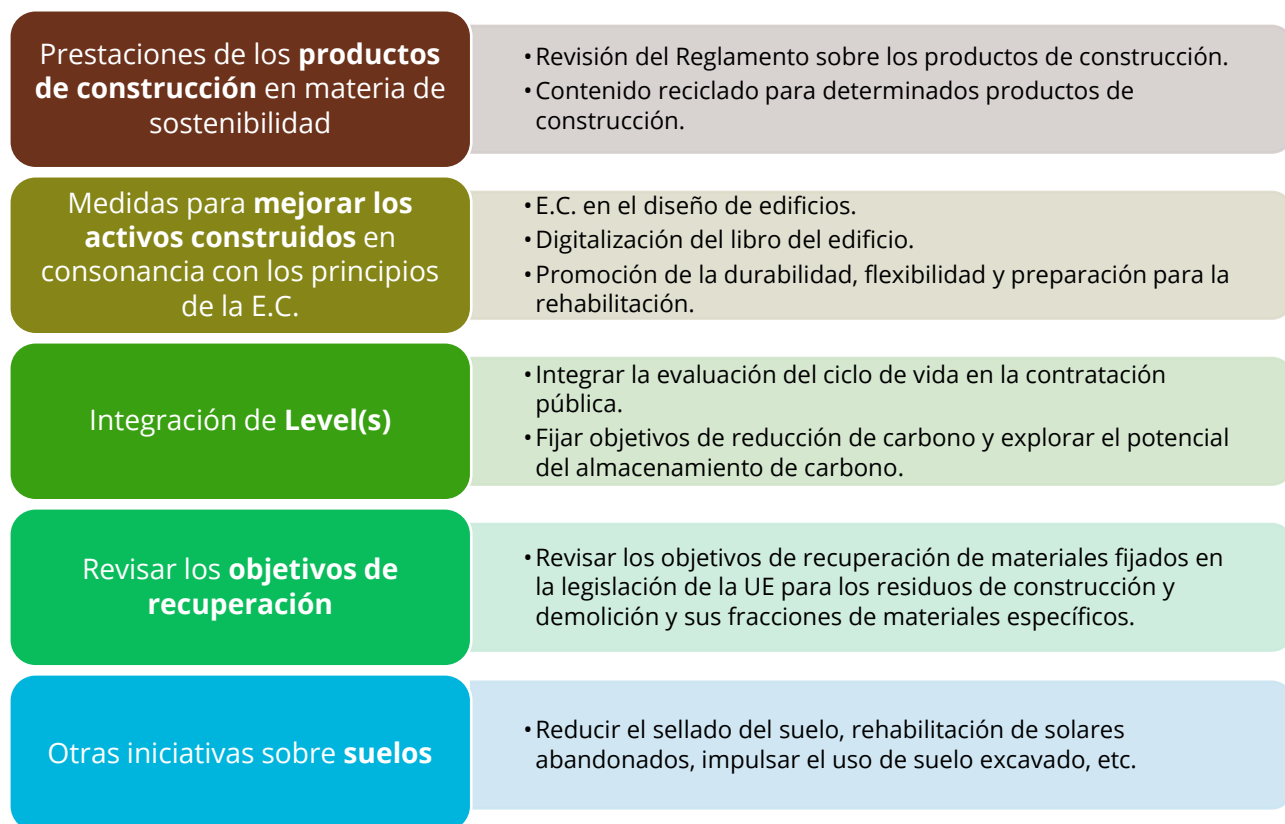 Prestaciones de los productos
de construcción en materia de
sostenibilidad
•Revisión del Reglamento sobre los productos de construcción.
•Contenido reciclado para determinados productos de
construcción.
Medidas para mejorar los
activos construidos en
consonancia con los principios
de la E.C.
•E.C. en el diseño de edificios.
•Digitalización del libro del edificio.
•Promoción de la durabilidad, flexibilidad y preparación para la
rehabilitación.
Integración de Level(s)
•Integrar la evaluación del ciclo de vida en la contratación
pública.
•Fijar objetivos de reducción de carbono y explorar el potencial
del almacenamiento de carbono.
Revisar los objetivos de
recuperación
•Revisar los objetivos de recuperación de materiales fijados en
la legislación de la UE para los residuos de construcción y
demolición y sus fracciones de materiales específicos.
Otras iniciativas sobre suelos
•Reducir el sellado del suelo, rehabilitación de solares
abandonados, impulsar el uso de suelo excavado, etc.